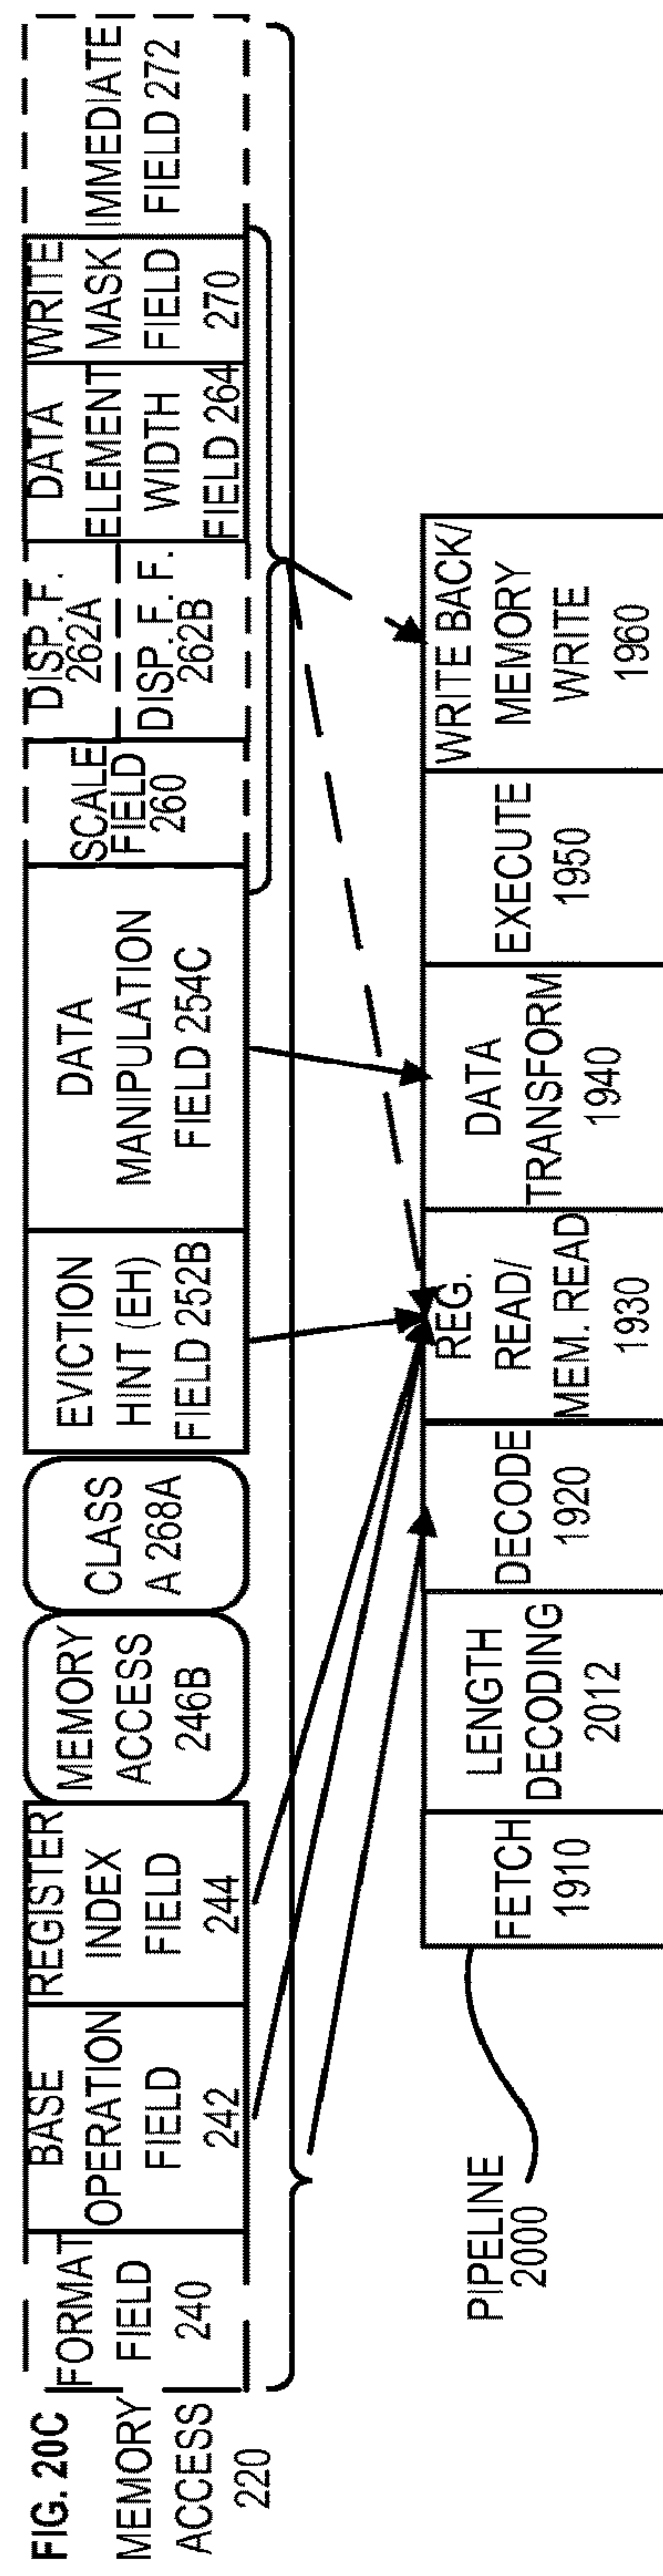 FIG. 20C
MEMORY
ACCESS
220
FORMAT
FIELD
240
BASE
OPERATION
FIELD
242
REGISTER
INDEX
FIELD
244
MEMORY
ACCESS
246B
CLASS
A 268A
EVICTION
HINT (EH)
FIELD 252B
DATA
MANIPULATION
FIELD 254C
SCALE
FIELD
260
DISP. F.
262A
DISP. F. F.
262B
DATA
ELEMENT
WIDTH
FIELD 264
WRITE
MASK
FIELD
270
IMMEDIATE
FIELD 272
PIPELINE
2000
FETCH
1910
LENGTH
DECODING
2012
DECODE
1920
REG.
READ/
MEM. READ
1930
DATA
TRANSFORM
1940
EXECUTE
1950
WRITE BACK/
MEMORY
WRITE
1960